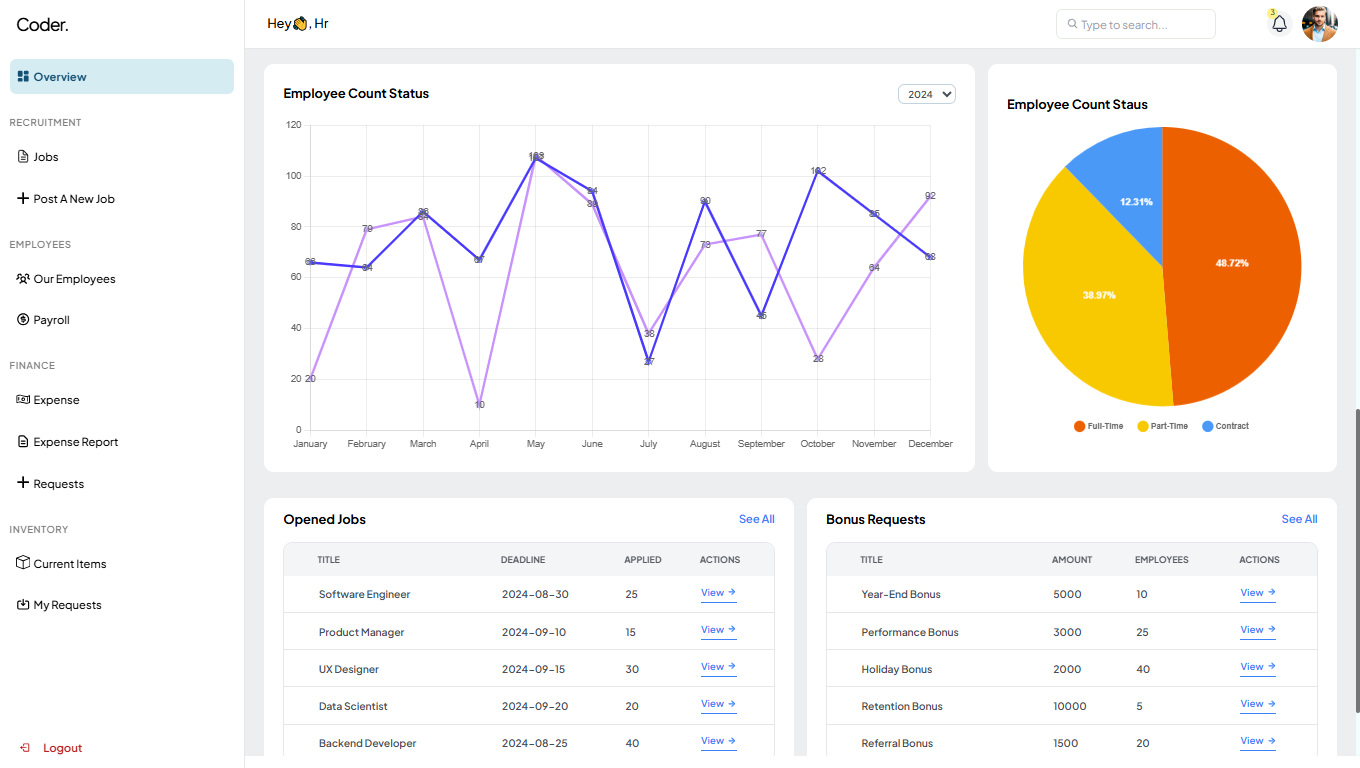 Coder.
Hey👋, Hr
Type to search...
3
Overview
RECRUITMENT
Jobs
Post A New Job
EMPLOYEES
Our Employees
Payroll
FINANCE
Expense
Expense Report
Requests
INVENTORY
Current Items
My Requests
Logout
Employee Count Status
2024
120
100
80
60
40
20
0
20
79
64
67
10
94
89
38
27
90
73
77
45
102
28
85
64
92
68
January February March April May June July August September October November December
Employee Count Staus
12.31%
48.72%
38.97%
Full-Time Part-Time Contract
Opened Jobs See All
TITLE DEADLINE APPLIED ACTIONS
Software Engineer 2024-08-30 25 View →
Product Manager 2024-09-10 15 View →
UX Designer 2024-09-15 30 View →
Data Scientist 2024-09-20 20 View →
Backend Developer 2024-08-25 40 View →
Bonus Requests See All
TITLE AMOUNT EMPLOYEES ACTIONS
Year-End Bonus 5000 10 View →
Performance Bonus 3000 25 View →
Holiday Bonus 2000 40 View →
Retention Bonus 10000 5 View →
Referral Bonus 1500 20 View →